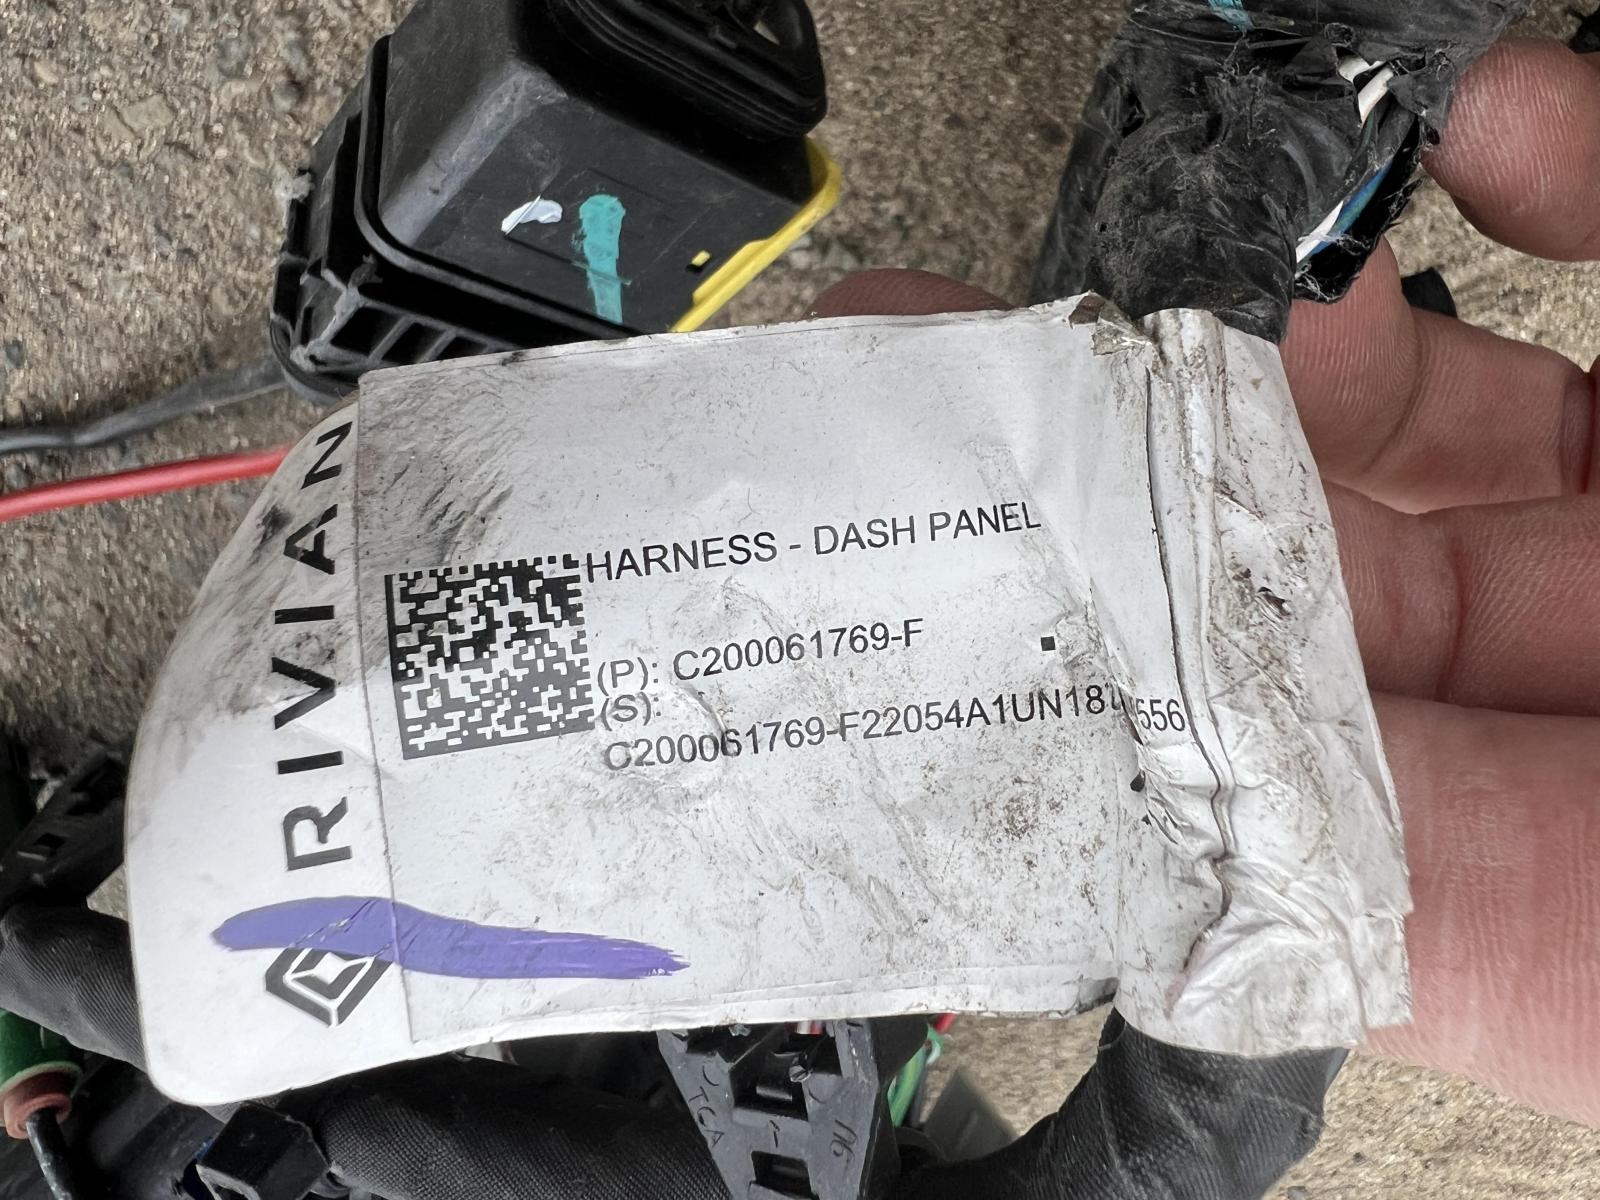 RIVIAN
HARNESS - DASH PANEL
(P): C200061769-F
(S):